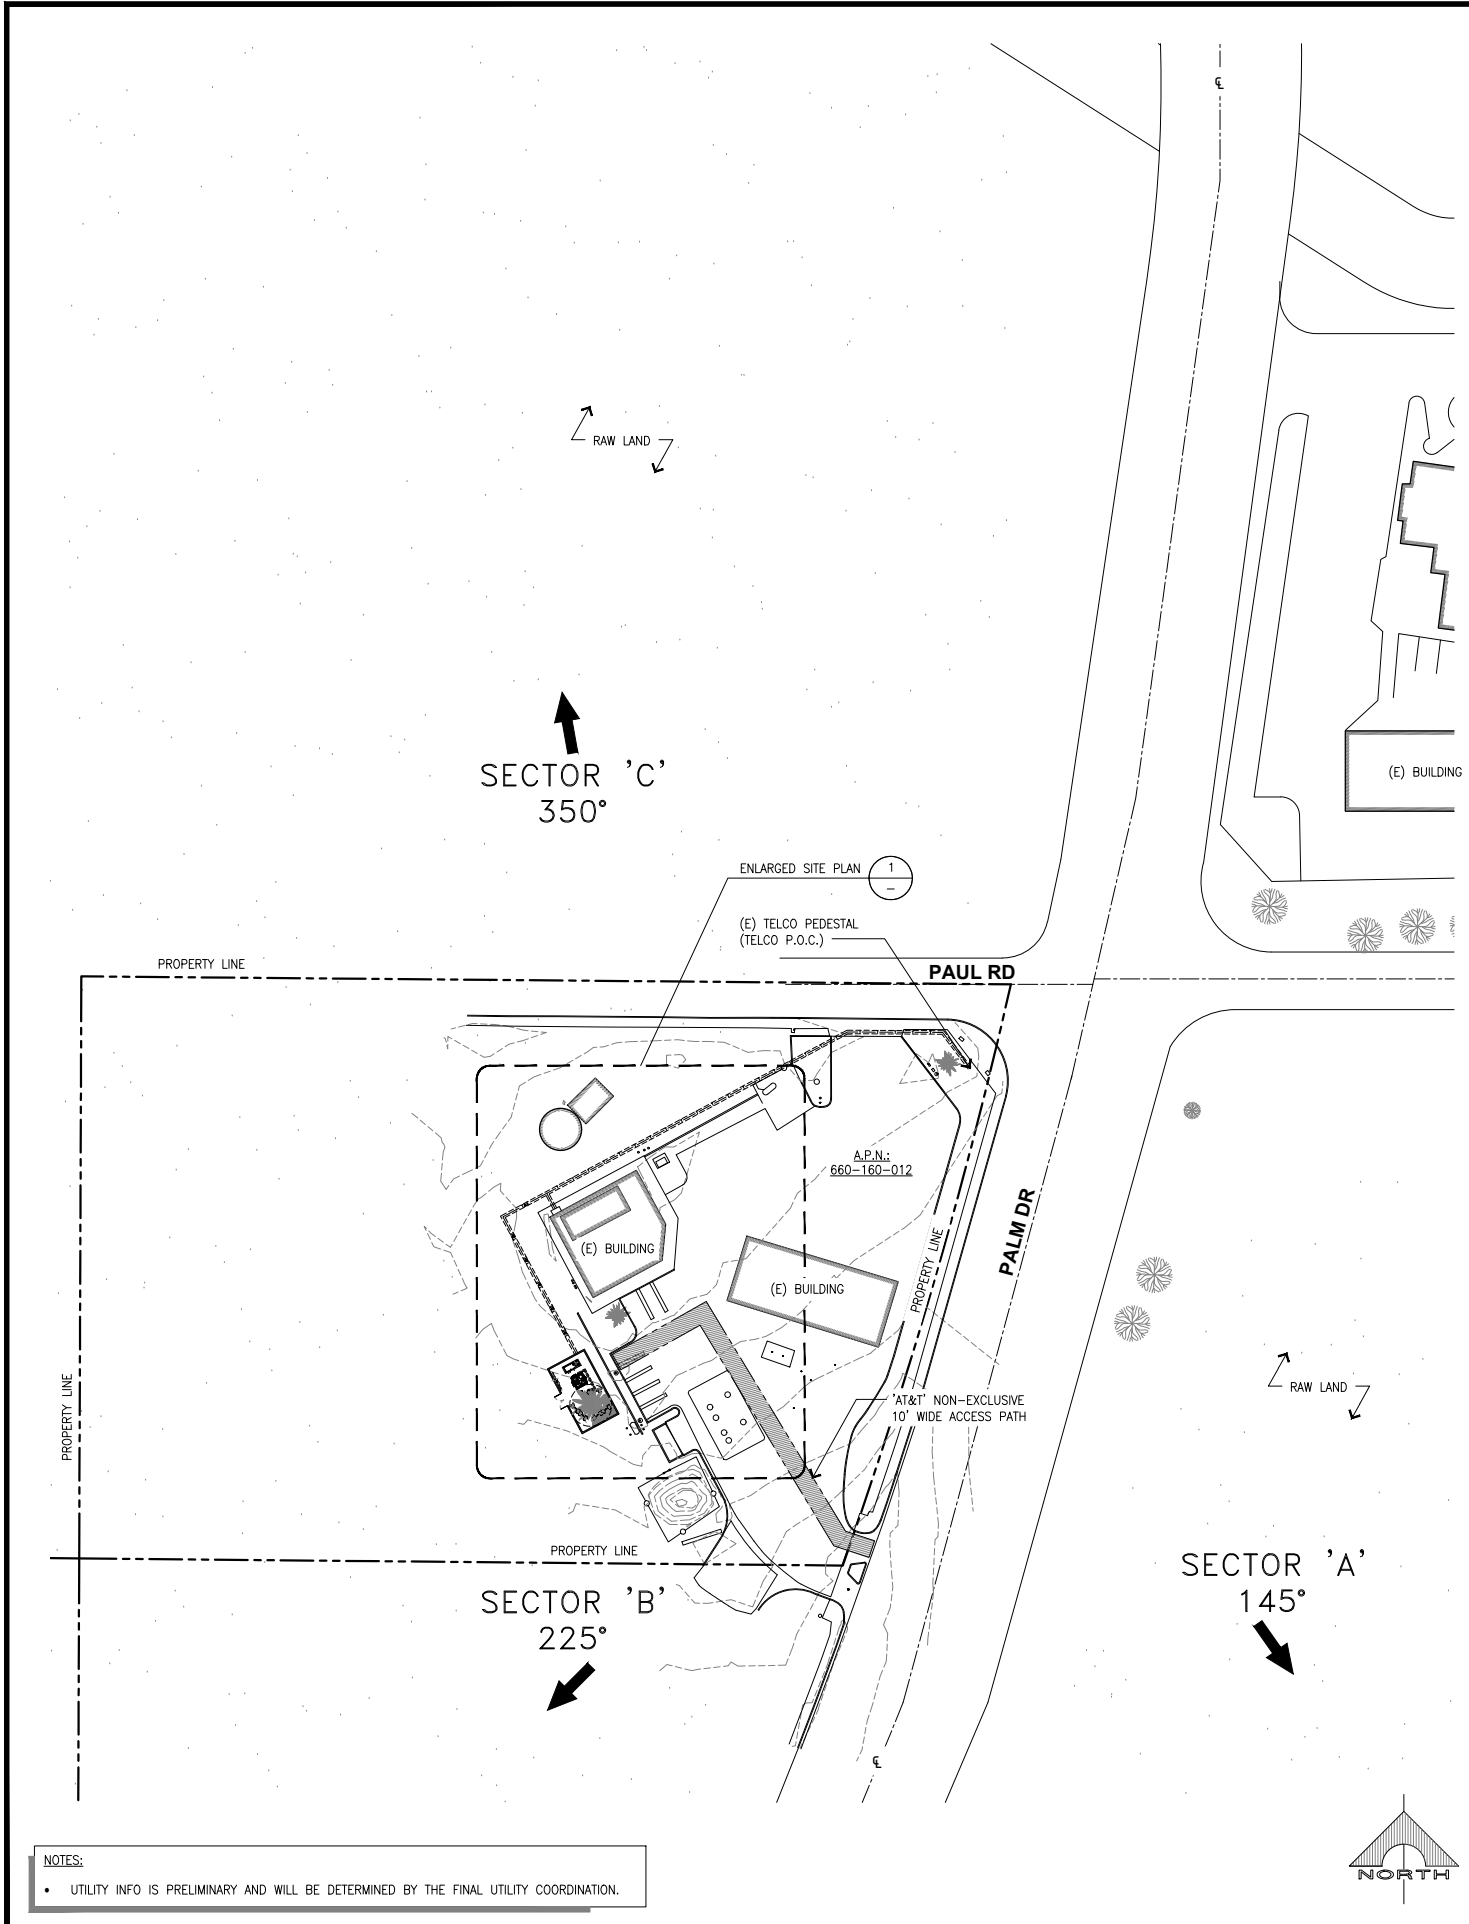 ℄
RAW LAND
(E) BUILDING
SECTOR 'C'
350°
ENLARGED SITE PLAN
1
–
(E) TELCO PEDESTAL
(TELCO P.O.C.)
PROPERTY LINE
PAUL RD
A.P.N.:
660-160-012
PALM DR
(E) BUILDING
(E) BUILDING
PROPERTY LINE
PROPERTY LINE
'AT&T' NON-EXCLUSIVE
10' WIDE ACCESS PATH
RAW LAND
PROPERTY LINE
SECTOR 'A'
145°
SECTOR 'B'
225°
℄
NORTH
NOTES:
• UTILITY INFO IS PRELIMINARY AND WILL BE DETERMINED BY THE FINAL UTILITY COORDINATION.